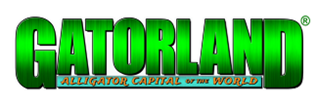 GATORLAND®
ALLIGATOR CAPITAL OF THE WORLD